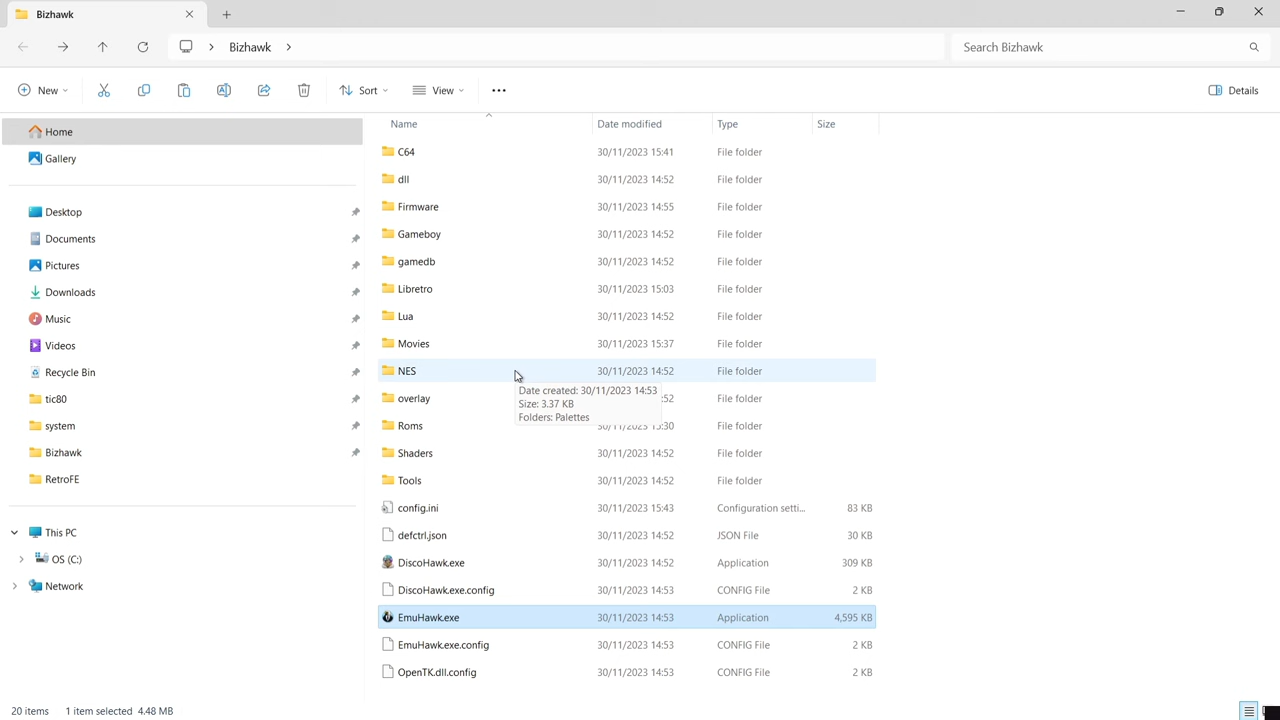 Bizhawk
Bizhawk
Search Bizhawk
New
Sort
View
Details
Name
Date modified
Type
Size
Home
Gallery
Desktop
Documents
Pictures
Downloads
Music
Videos
Recycle Bin
tic80
system
Bizhawk
RetroFE
This PC
OS (C:)
Network
C64 30/11/2023 15:41 File folder
dll 30/11/2023 14:52 File folder
Firmware 30/11/2023 14:55 File folder
Gameboy 30/11/2023 14:52 File folder
gamedb 30/11/2023 14:52 File folder
Libretro 30/11/2023 15:03 File folder
Lua 30/11/2023 14:52 File folder
Movies 30/11/2023 15:37 File folder
NES 30/11/2023 14:52 File folder
Date created: 30/11/2023 14:53
Size: 3.37 KB
Folders: Palettes
overlay :52 File folder
Roms File folder
Shaders 30/11/2023 14:52 File folder
Tools 30/11/2023 14:52 File folder
config.ini 30/11/2023 15:43 Configuration setti... 83 KB
defctrl.json 30/11/2023 14:52 JSON File 30 KB
DiscoHawk.exe 30/11/2023 14:52 Application 309 KB
DiscoHawk.exe.config 30/11/2023 14:53 CONFIG File 2 KB
EmuHawk.exe 30/11/2023 14:53 Application 4,595 KB
EmuHawk.exe.config 30/11/2023 14:53 CONFIG File 2 KB
OpenTK.dll.config 30/11/2023 14:53 CONFIG File 2 KB
20 items 1 item selected 4.48 MB